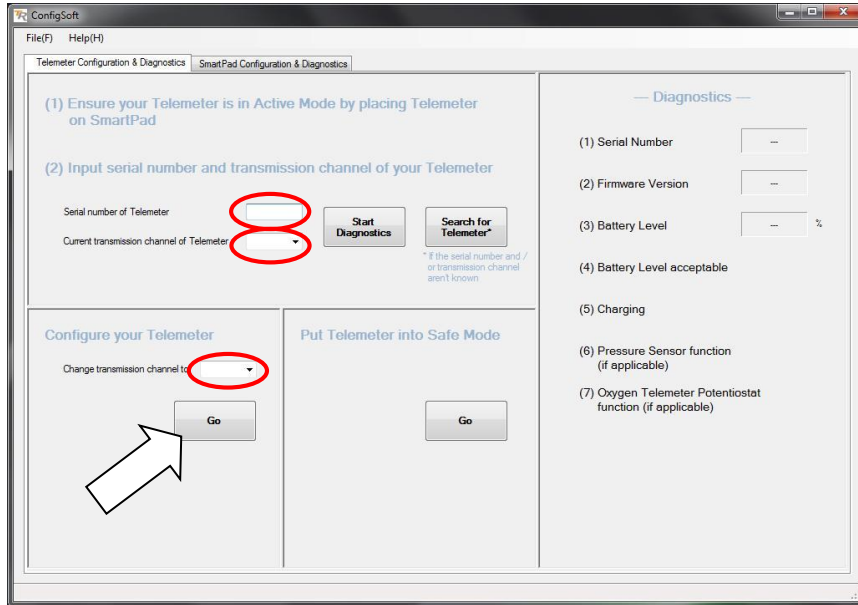 ConfigSoft
File(F) Help(H)
Telemeter Configuration & Diagnostics SmartPad Configuration & Diagnostics
(1) Ensure your Telemeter is in Active Mode by placing Telemeter
on SmartPad
(2) Input serial number and transmission channel of your Telemeter
Serial number of Telemeter
Current transmission channel of Telemeter
Start
Diagnostics
Search for
Telemeter*
* If the serial number and /
or transmission channel
aren't known
Configure your Telemeter
Change transmission channel to
Go
Put Telemeter into Safe Mode
Go
--- Diagnostics ---
(1) Serial Number ---
(2) Firmware Version ---
(3) Battery Level --- %
(4) Battery Level acceptable
(5) Charging
(6) Pressure Sensor function
(if applicable)
(7) Oxygen Telemeter Potentiostat
function (if applicable)